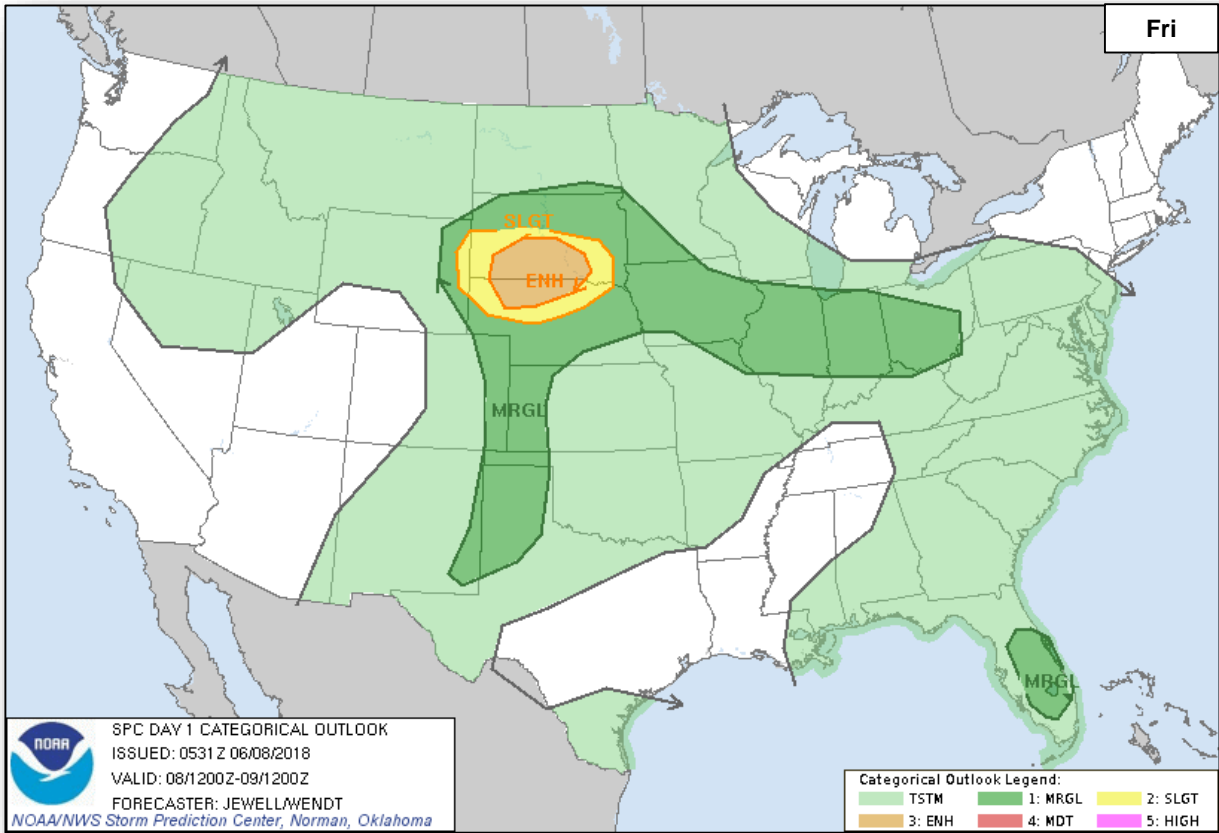 Fri
SLGT
ENH
MRGL
MRGL
NOAA
SPC DAY 1 CATEGORICAL OUTLOOK
ISSUED: 0531Z 06/08/2018
VALID: 08/1200Z-09/1200Z
FORECASTER: JEWELL/WENDT
NOAA/NWS Storm Prediction Center, Norman, Oklahoma
Categorical Outlook Legend:
TSTM 1: MRGL 2: SLGT
3: ENH 4: MDT 5: HIGH